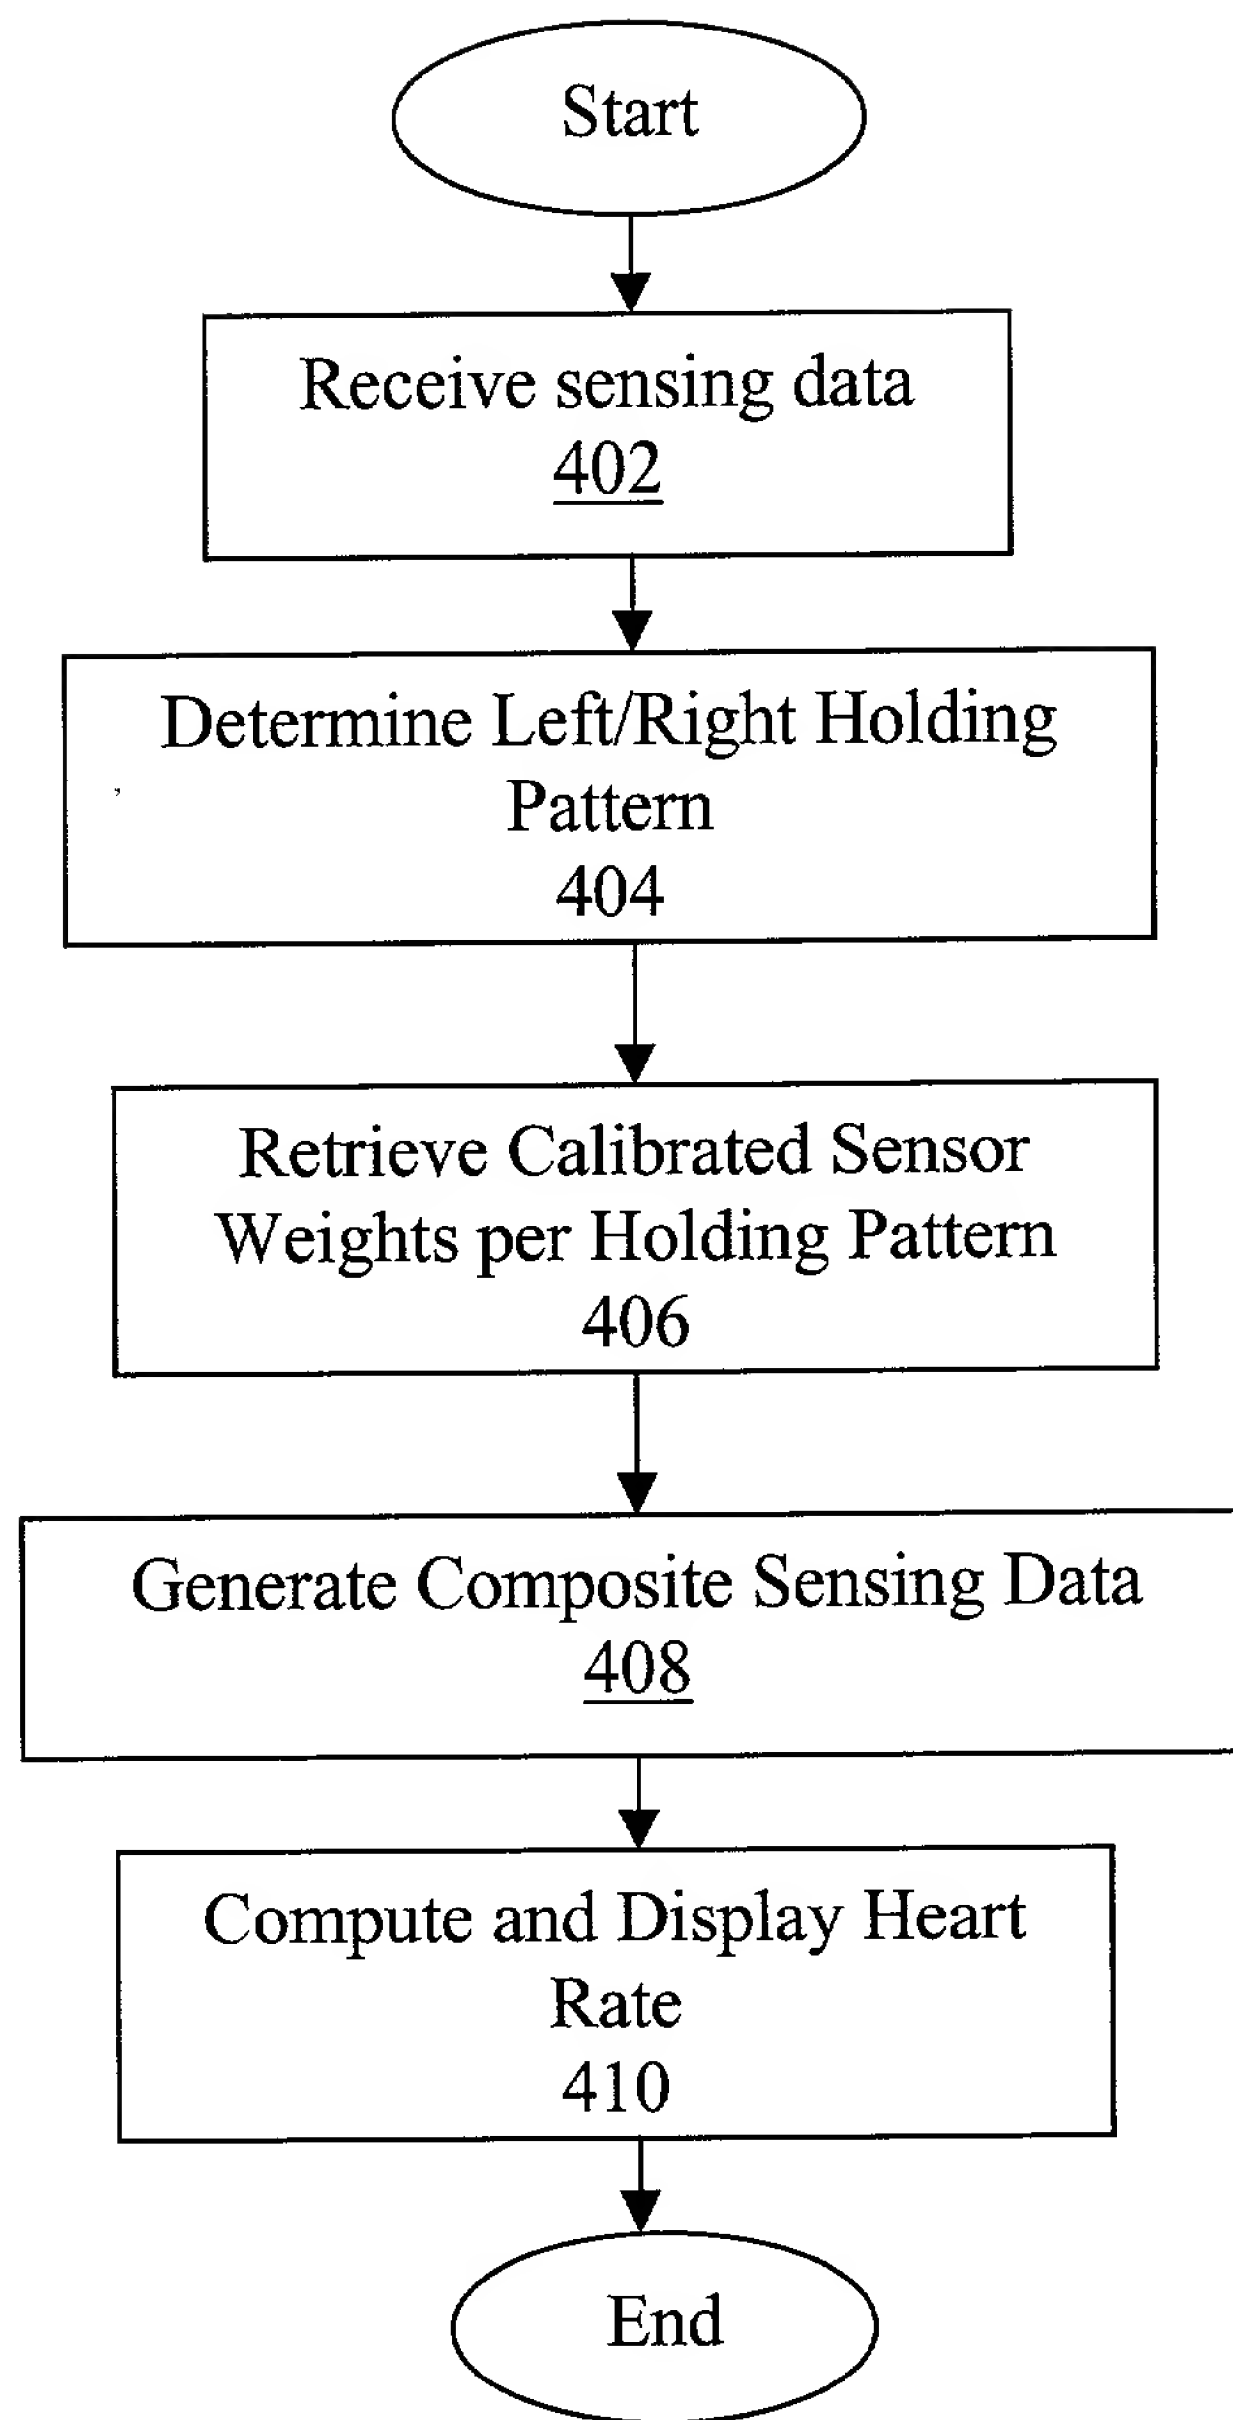 Start
Receive sensing data
402
Determine Left/Right Holding
Pattern
404
Retrieve Calibrated Sensor
Weights per Holding Pattern
406
Generate Composite Sensing Data
408
Compute and Display Heart
Rate
410
End